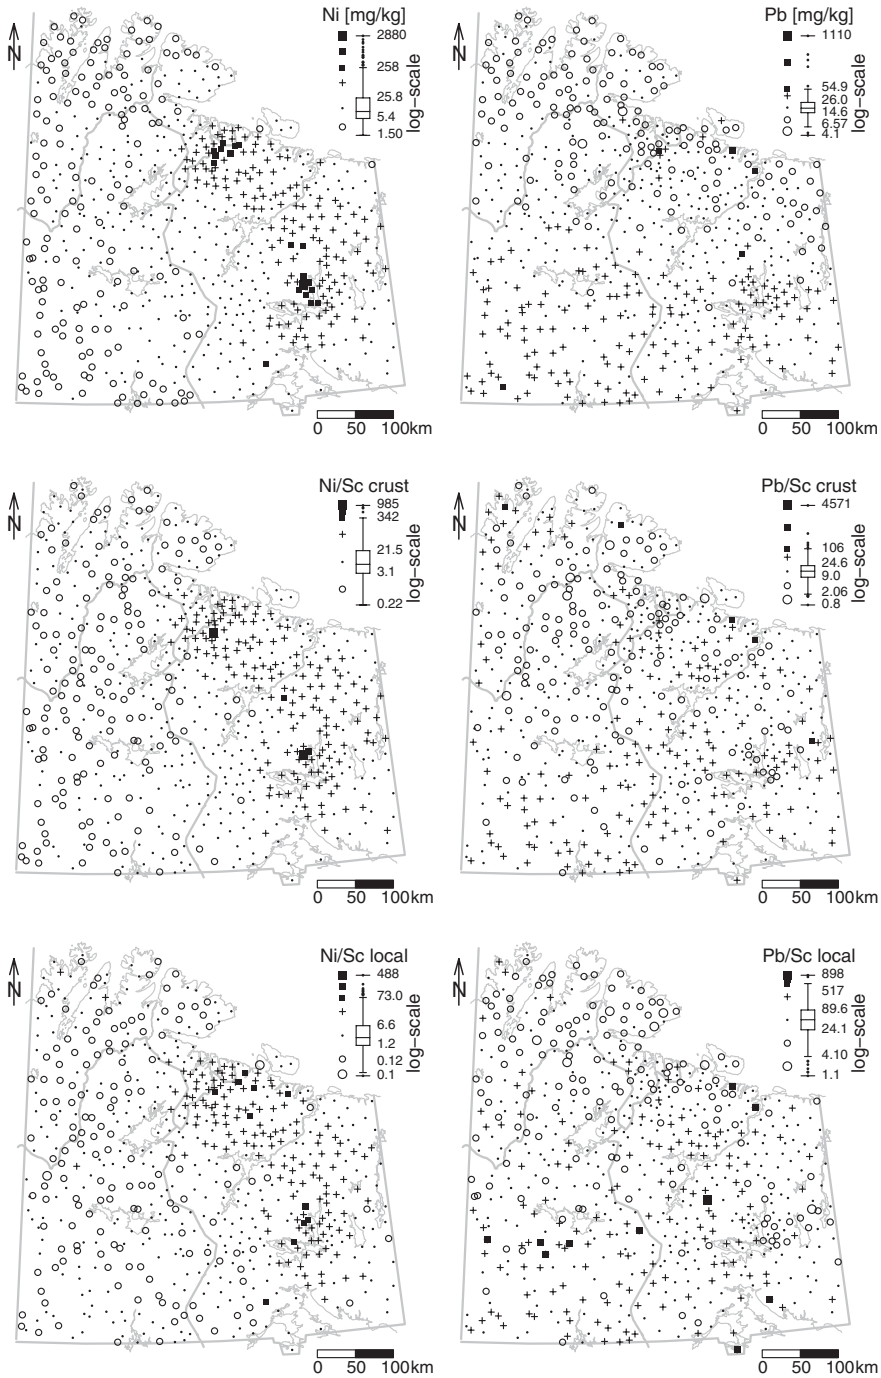 Ni [mg/kg]
2880
258
25.8
5.4
1.50
log−scale
N
0 50 100km
Pb [mg/kg]
1110
54.9
26.0
14.6
6.57
4.1
log−scale
N
0 50 100km
Ni/Sc crust
985
342
21.5
3.1
0.22
log−scale
N
0 50 100km
Pb/Sc crust
4571
106
24.6
9.0
2.06
0.8
log−scale
N
0 50 100km
Ni/Sc local
488
73.0
6.6
1.2
0.12
0.1
log−scale
N
0 50 100km
Pb/Sc local
898
517
89.6
24.1
4.10
1.1
log−scale
N
0 50 100km